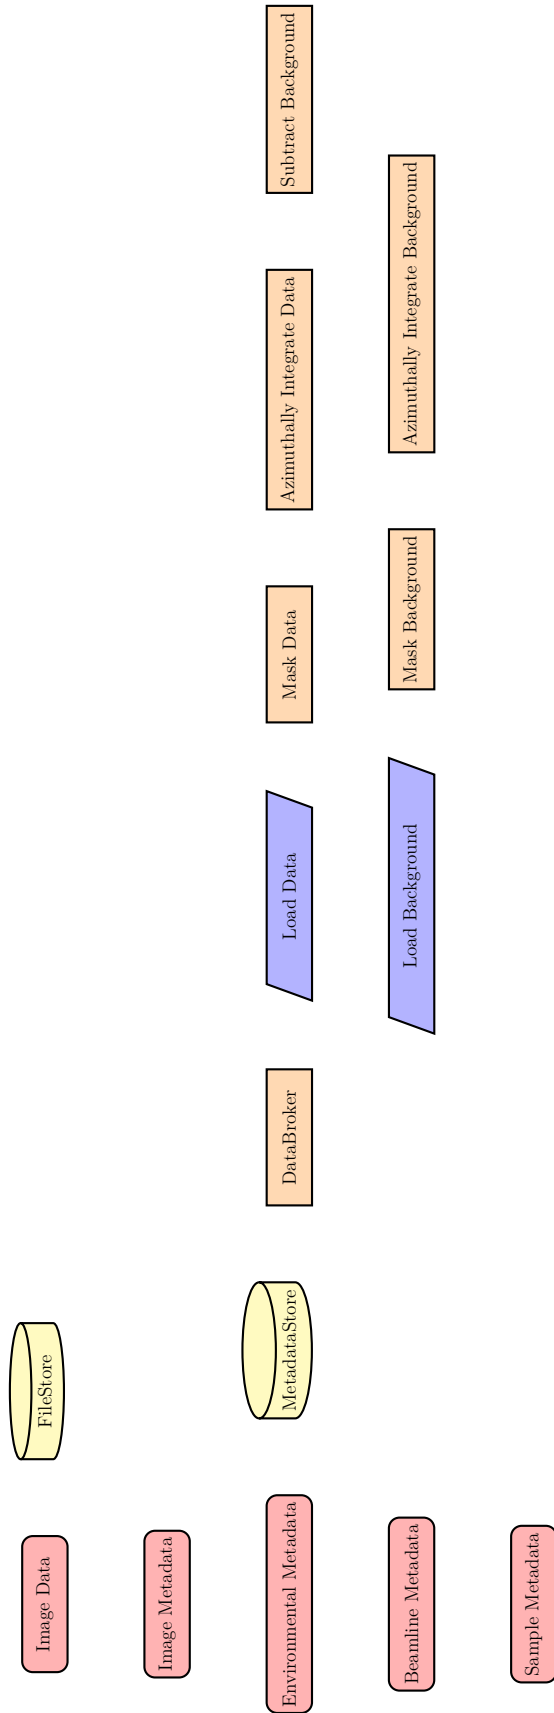 Image Data
Image Metadata
Environmental Metadata
Beamline Metadata
Sample Metadata
FileStore
MetadataStore
DataBroker
Load Data
Load Background
Mask Data
Mask Background
Azimuthally Integrate Data
Azimuthally Integrate Background
Subtract Background